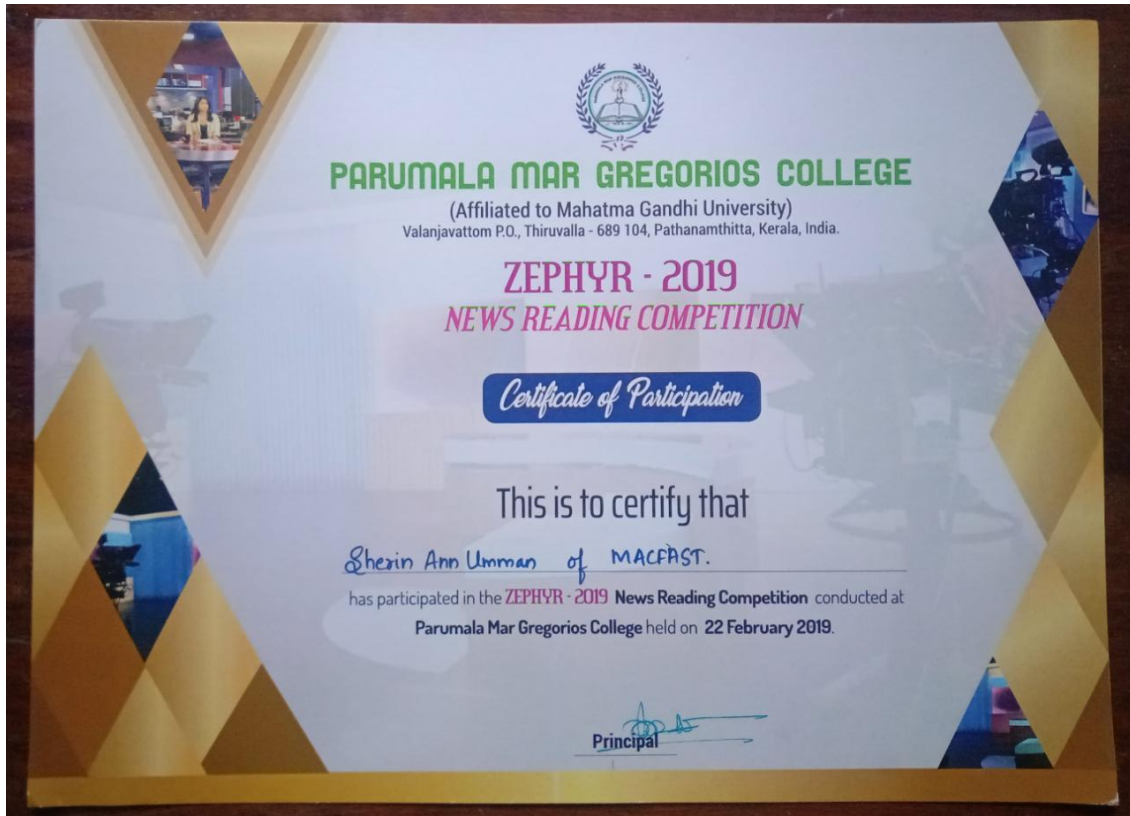 PARUMALA MAR GREGORIOS COLLEGE
(Affiliated to Mahatma Gandhi University)
Valanjavattom P.O., Thiruvalla - 689 104, Pathanamthitta, Kerala, India.
ZEPHYR - 2019
NEWS READING COMPETITION
Certificate of Participation
This is to certify that
Sherin Ann Umman of MACFAST.
has participated in the ZEPHYR - 2019 News Reading Competition conducted at
Parumala Mar Gregorios College held on 22 February 2019.
Principal